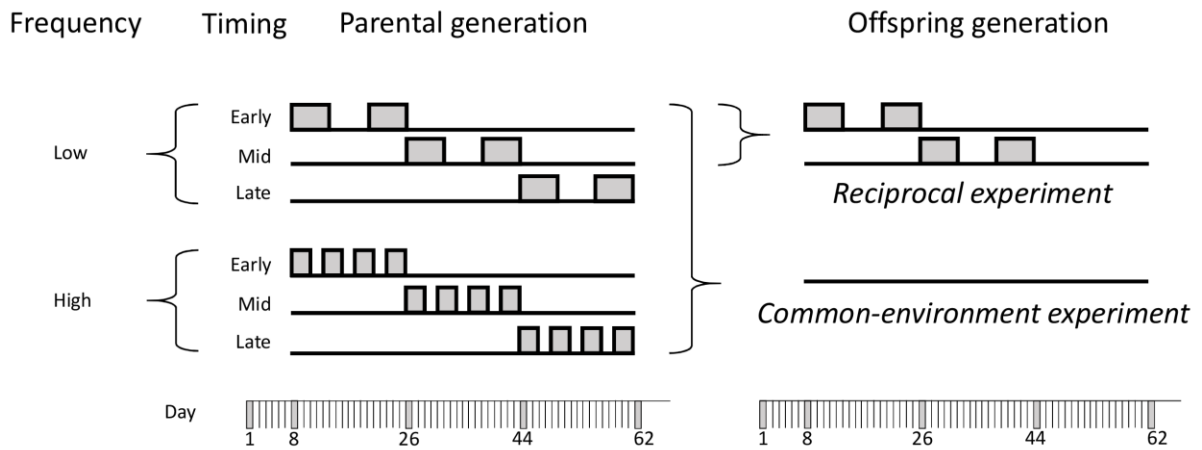 Frequency Timing Parental generation Offspring generation
Early
Low Mid
Late
Reciprocal experiment
Early
High Mid
Common-environment experiment
Late
Day
1 8 26 44 62 1 8 26 44 62